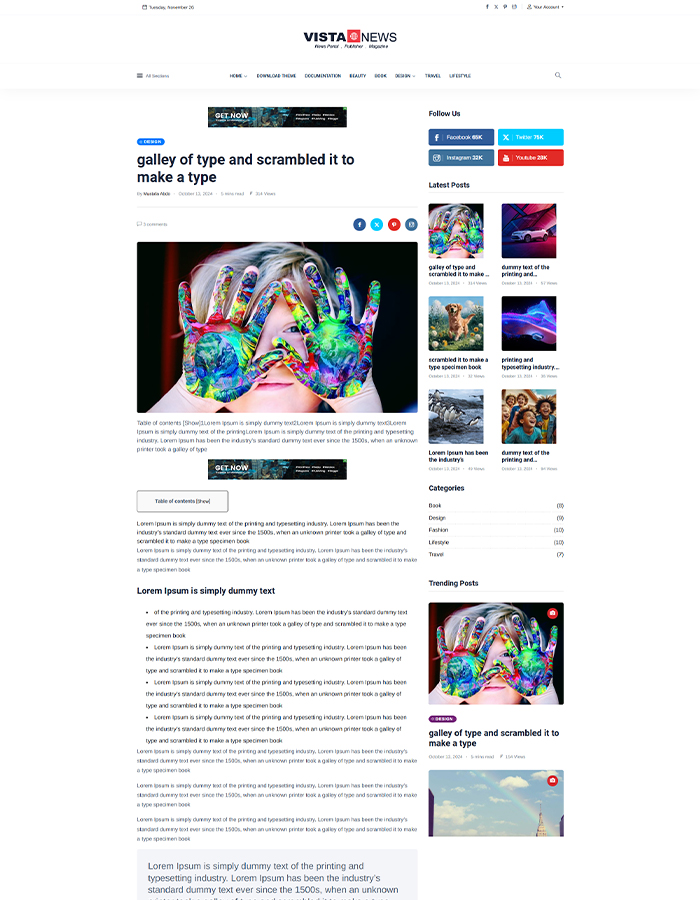 Tuesday, November 26
Your Account
VISTA NEWS
News Portal . Publisher . Magazine
All Sections
HOME
DOWNLOAD THEME
DOCUMENTATION
BEAUTY
BOOK
DESIGN
TRAVEL
LIFESTYLE
GET NOW
DESIGN
galley of type and scrambled it to
make a type
By Mustafa Abds - October 13, 2024 - 5 mins read 314 Views
3 comments
Table of contents [Show]1Lorem Ipsum is simply dummy text2Lorem Ipsum is simply dummy text3Lorem
Ipsum is simply dummy text of the printingLorem Ipsum is simply dummy text of the printing and typesetting
industry. Lorem Ipsum has been the industry's standard dummy text ever since the 1500s, when an unknown
printer took a galley of type
GET NOW
Table of contents [Show]
Lorem Ipsum is simply dummy text of the printing and typesetting industry. Lorem Ipsum has been the
industry's standard dummy text ever since the 1500s, when an unknown printer took a galley of type and
scrambled it to make a type specimen book
Lorem Ipsum is simply dummy text of the printing and typesetting industry. Lorem Ipsum has been the industry's
standard dummy text ever since the 1500s, when an unknown printer took a galley of type and scrambled it to make
a type specimen book
Lorem Ipsum is simply dummy text
• of the printing and typesetting industry. Lorem Ipsum has been the industry's standard dummy text
ever since the 1500s, when an unknown printer took a galley of type and scrambled it to make a type
specimen book
• Lorem Ipsum is simply dummy text of the printing and typesetting industry. Lorem Ipsum has been
the industry's standard dummy text ever since the 1500s, when an unknown printer took a galley of
type and scrambled it to make a type specimen book
• Lorem Ipsum is simply dummy text of the printing and typesetting industry. Lorem Ipsum has been
the industry's standard dummy text ever since the 1500s, when an unknown printer took a galley of
type and scrambled it to make a type specimen book
• Lorem Ipsum is simply dummy text of the printing and typesetting industry. Lorem Ipsum has been
the industry's standard dummy text ever since the 1500s, when an unknown printer took a galley of
type and scrambled it to make a type specimen book
Lorem Ipsum is simply dummy text of the printing and typesetting industry. Lorem Ipsum has been the industry's
standard dummy text ever since the 1500s, when an unknown printer took a galley of type and scrambled it to make
a type specimen book
Lorem Ipsum is simply dummy text of the printing and typesetting industry. Lorem Ipsum has been the industry's
standard dummy text ever since the 1500s, when an unknown printer took a galley of type and scrambled it to make
a type specimen book
Lorem Ipsum is simply dummy text of the printing and typesetting industry. Lorem Ipsum has been the industry's
standard dummy text ever since the 1500s, when an unknown printer took a galley of type and scrambled it to make
a type specimen book
Lorem Ipsum is simply dummy text of the printing and
typesetting industry. Lorem Ipsum has been the industry's
standard dummy text ever since the 1500s, when an unknown
Follow Us
Facebook 65K
Twitter 75K
Instagram 32K
Youtube 28K
Latest Posts
galley of type and
scrambled it to make ...
October 13, 2024 - 314 Views
dummy text of the
printing and...
October 13, 2024 - 57 Views
scrambled it to make a
type specimen book
October 13, 2024 - 32 Views
printing and
typosetting industry....
October 13, 2024 - 36 Views
Lorem Ipsum has been
the industry's
October 13, 2024 - Views
dummy text of the
printing and...
October 13, 2024 - Views
Categories
Book (8)
Design (9)
Fashion (10)
Lifestyle (10)
Travel (7)
Trending Posts
DESIGN
galley of type and scrambled it to
make a type
October 13, 2024 - 5 mins read Views